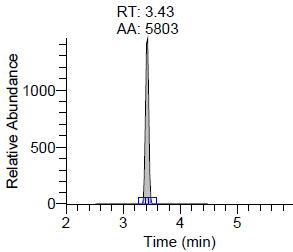 RT: 3.43
AA: 5803
Relative Abundance
1000
500
0
2 3 4 5
Time (min)